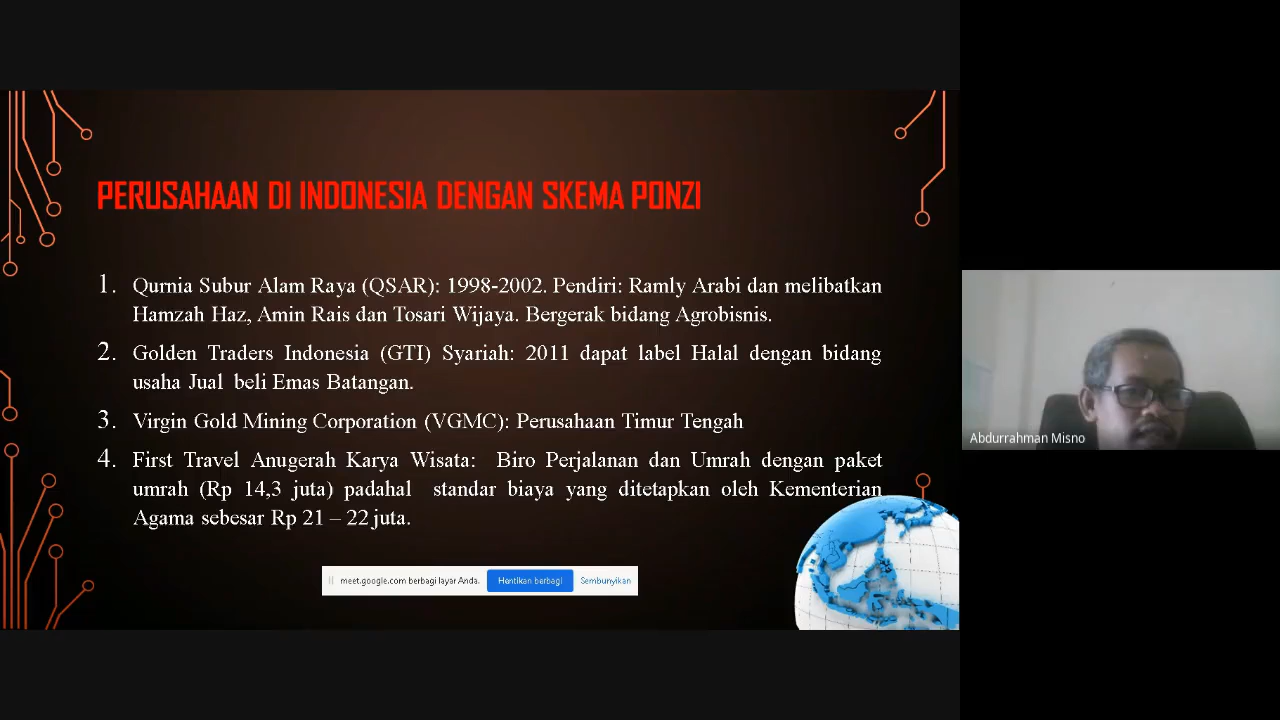 PERUSAHAAN DI INDONESIA DENGAN SKEMA PONZI
1. Qurnia Subur Alam Raya (QSAR): 1998-2002. Pendiri: Ramly Arabi dan melibatkan
Hamzah Haz, Amin Rais dan Tosari Wijaya. Bergerak bidang Agrobisnis.
2. Golden Traders Indonesia (GTI) Syariah: 2011 dapat label Halal dengan bidang
usaha Jual beli Emas Batangan.
3. Virgin Gold Mining Corporation (VGMC): Perusahaan Timur Tengah
4. First Travel Anugerah Karya Wisata: Biro Perjalanan dan Umrah dengan paket
umrah (Rp 14,3 juta) padahal standar biaya yang ditetapkan oleh Kementerian
Agama sebesar Rp 21 – 22 juta.
meet.google.com berbagi layar Anda. Hentikan berbagi Sembunyikan
Abdurrahman Misno